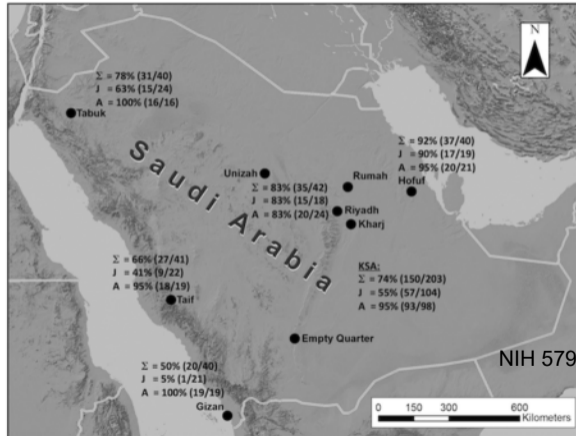 N
Σ = 78% (31/40)
J = 63% (15/24)
A = 100% (16/16)
Tabuk
Saudi Arabia
Σ = 92% (37/40)
J = 90% (17/19)
A = 95% (20/21)
Hofuf
Unizah
Rumah
Σ = 83% (35/42)
J = 83% (15/18)
A = 83% (20/24)
Riyadh
Kharj
Σ = 66% (27/41)
J = 41% (9/22)
A = 95% (18/19)
Taif
KSA:
Σ = 74% (150/203)
J = 55% (57/104)
A = 95% (93/98)
Empty Quarter
NIH 579
Σ = 50% (20/40)
J = 5% (1/21)
A = 100% (19/19)
Gizan
0 150 300 600
Kilometers